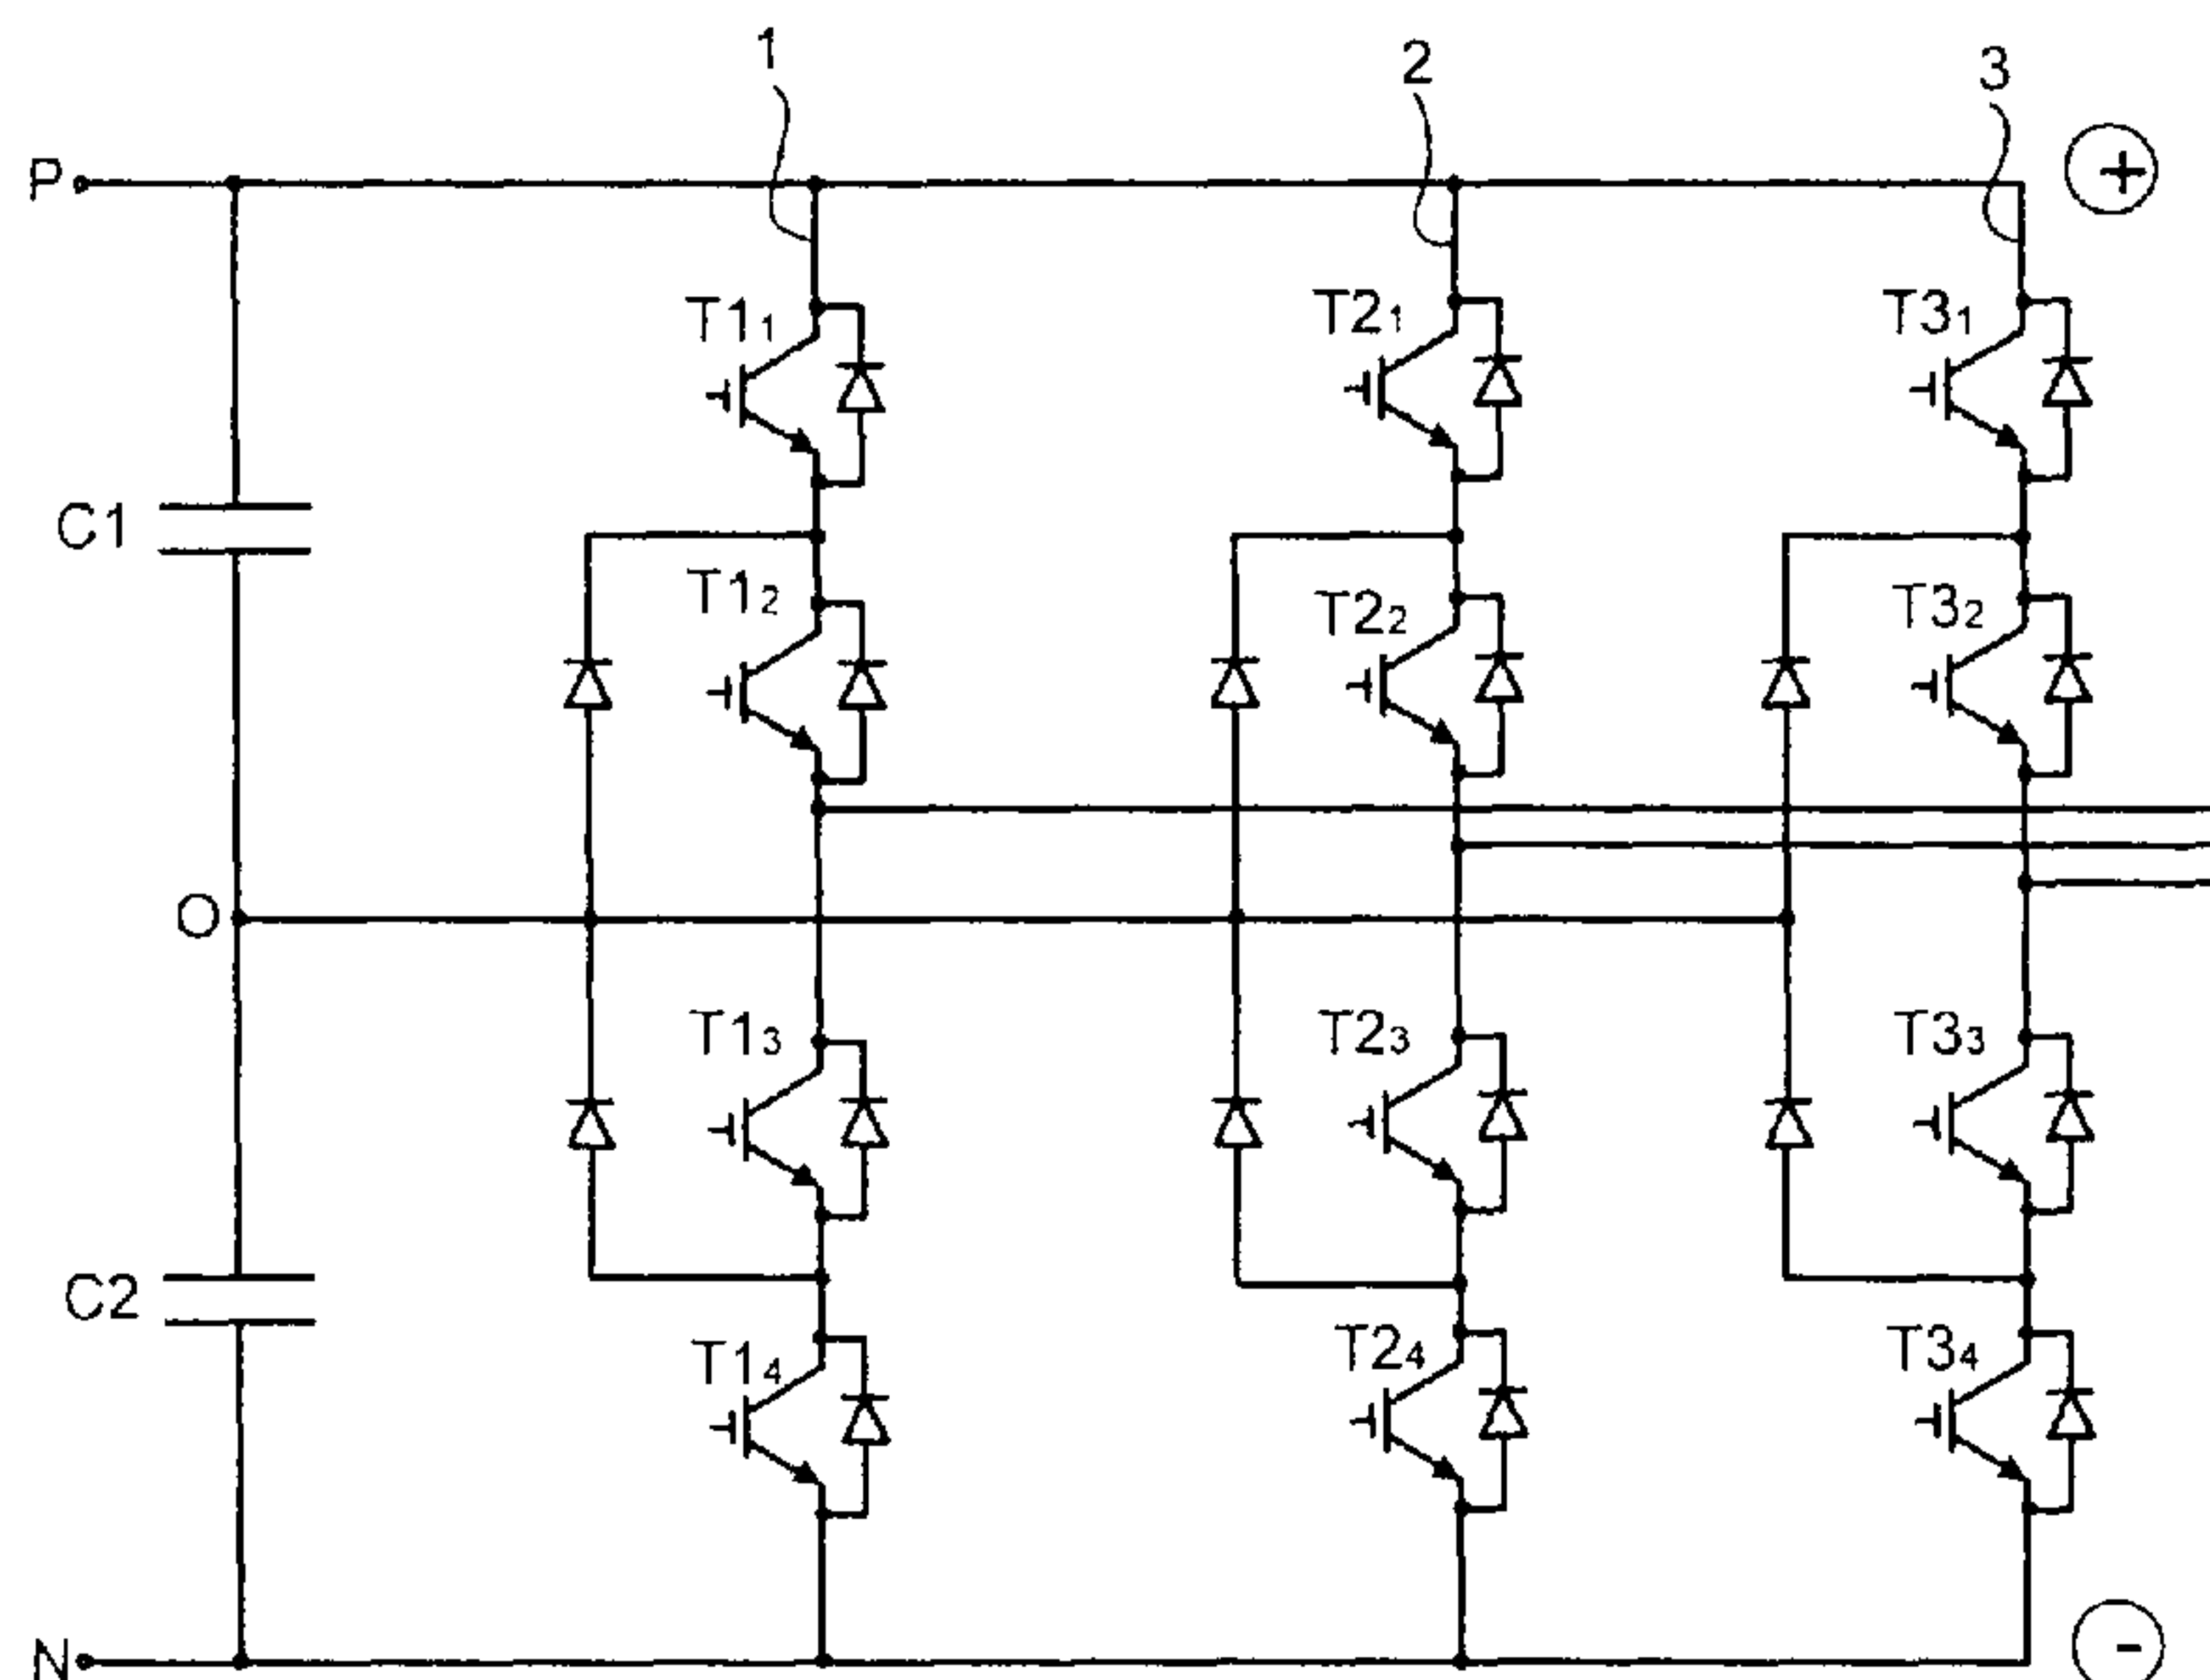 1 2 3
P +
T1₁ T2₁ T3₁
C1
T1₂ T2₂ T3₂
O
T1₃ T2₃ T3₃
C2
T1₄ T2₄ T3₄
N -